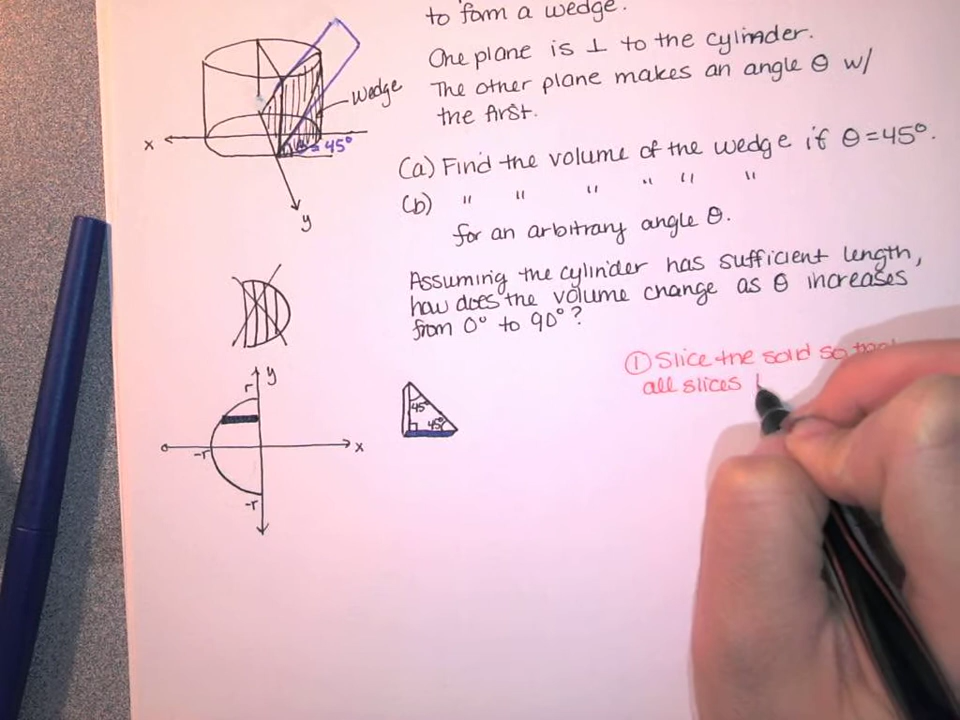 to form a wedge.
One plane is ⊥ to the cylinder.
The other plane makes an angle θ w/
the first.
(a) Find the volume of the wedge if θ=45°.
(b) " " " " " "
for an arbitrary angle θ.
Assuming the cylinder has sufficient length,
how does the volume change as θ increases
from 0° to 90°?
wedge
θ = 45°
x
y
r
y
x
-r
-r
45°
45°
① Slice the solid so that
all slices